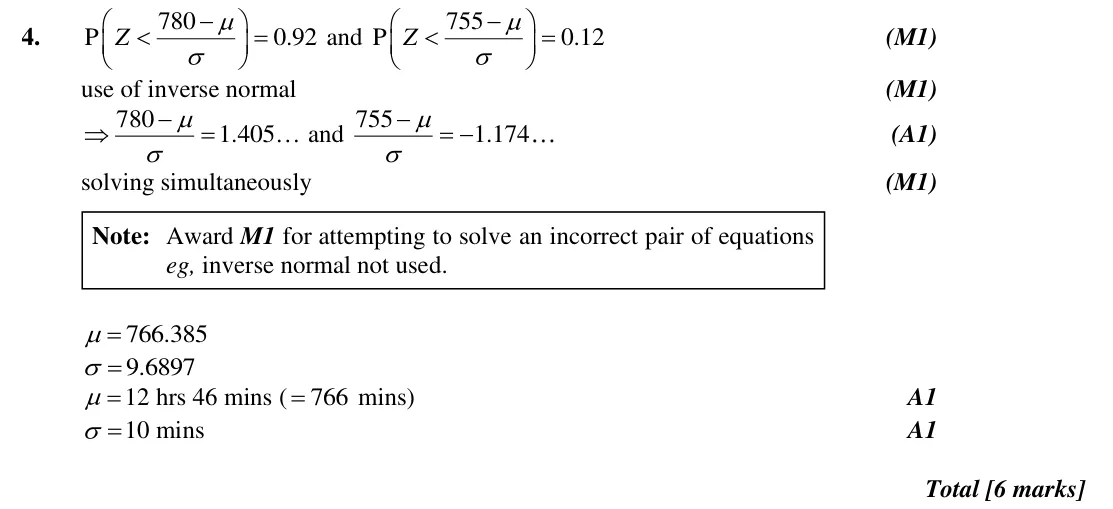 4. P(Z < (780 − μ)/σ) = 0.92 and P(Z < (755 − μ)/σ) = 0.12 (M1)
use of inverse normal (M1)
⇒ (780 − μ)/σ = 1.405… and (755 − μ)/σ = −1.174… (A1)
solving simultaneously (M1)
Note: Award M1 for attempting to solve an incorrect pair of equations
eg, inverse normal not used.
μ = 766.385
σ = 9.6897
μ = 12 hrs 46 mins (= 766 mins) A1
σ = 10 mins A1
Total [6 marks]